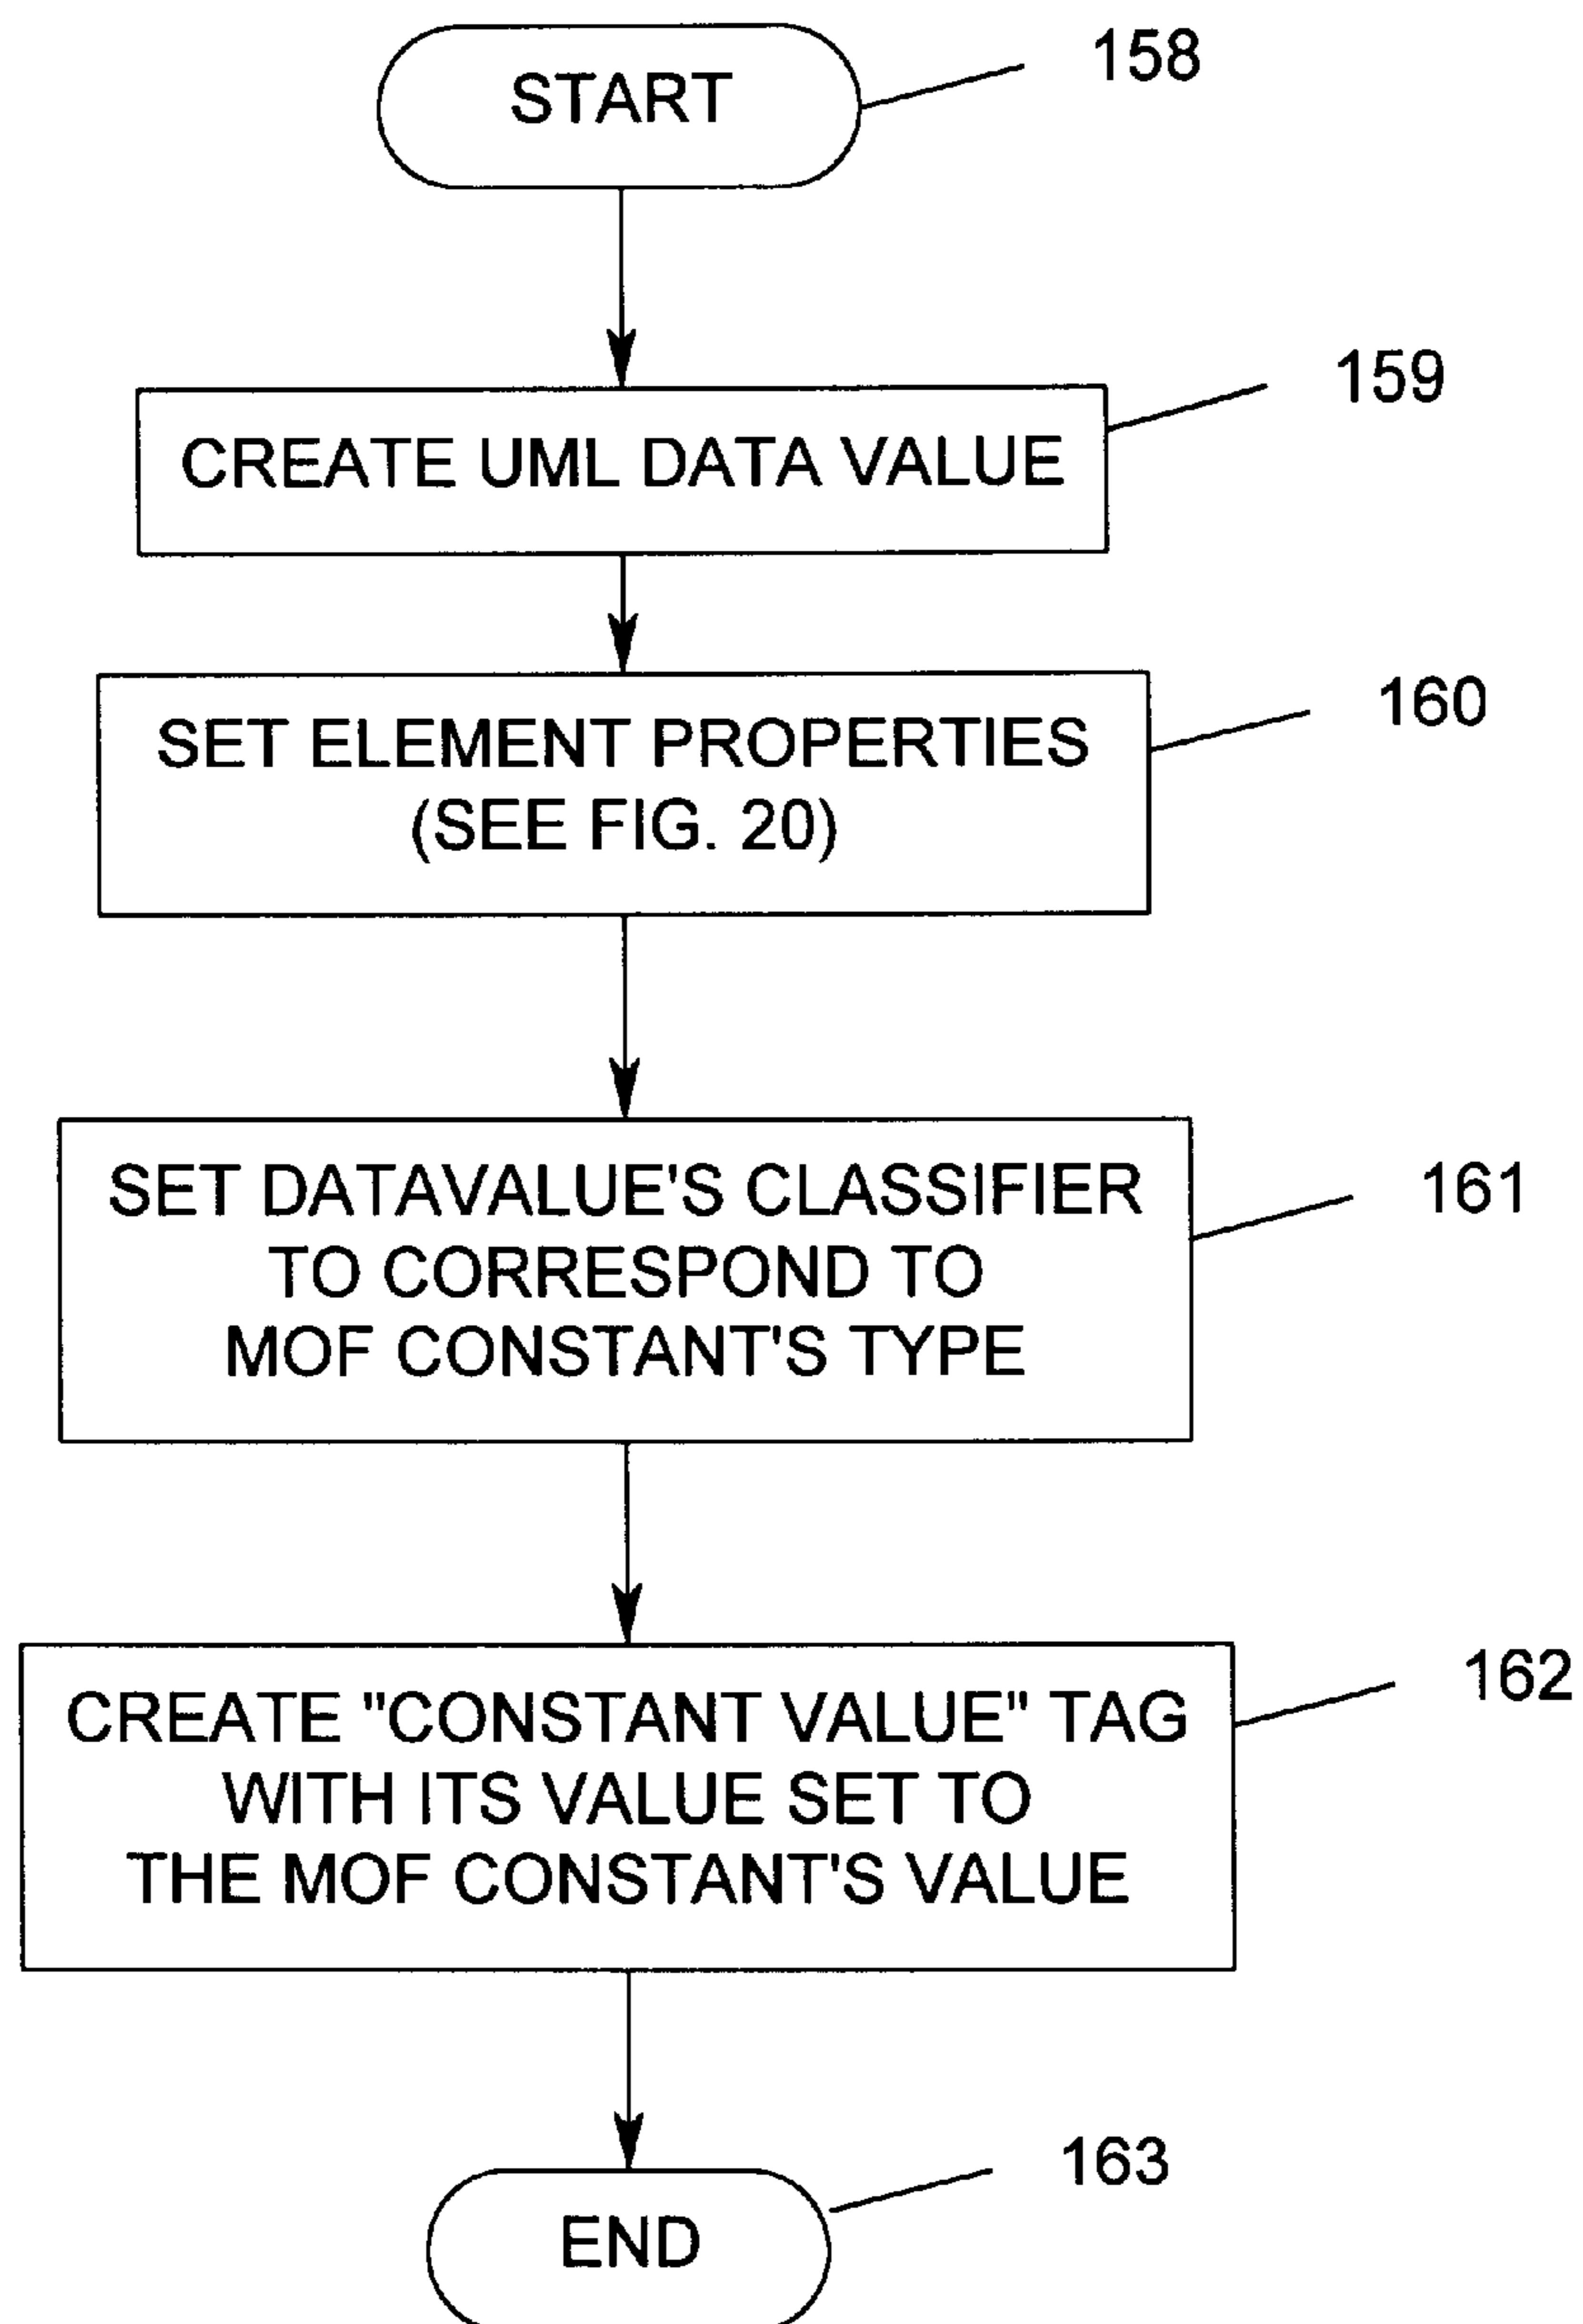 START
158
CREATE UML DATA VALUE
159
SET ELEMENT PROPERTIES
(SEE FIG. 20)
160
SET DATAVALUE'S CLASSIFIER
TO CORRESPOND TO
MOF CONSTANT'S TYPE
161
CREATE "CONSTANT VALUE" TAG
WITH ITS VALUE SET TO
THE MOF CONSTANT'S VALUE
162
END
163